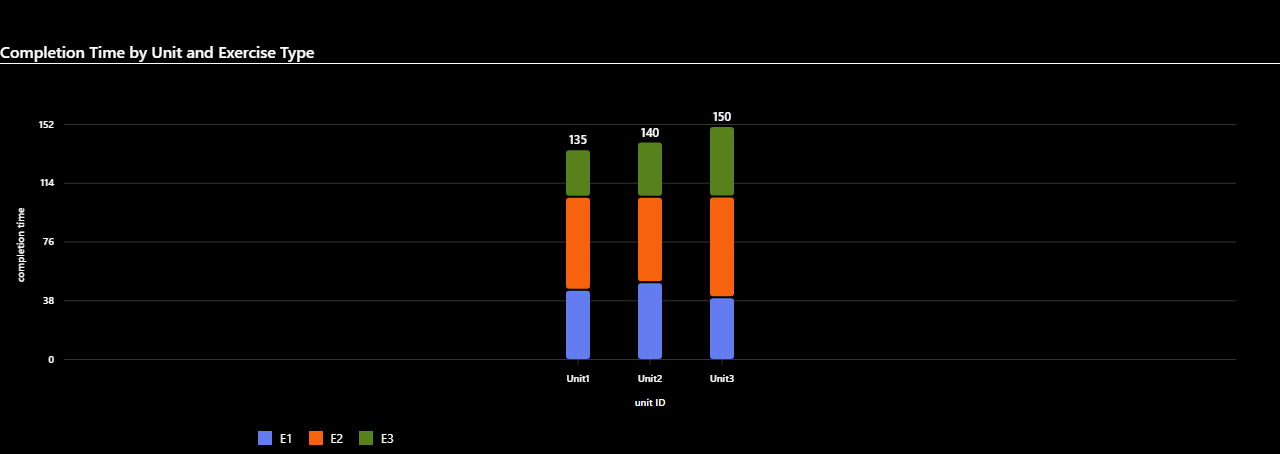 Completion Time by Unit and Exercise Type
152
114
76
38
0
completion time
135
140
150
Unit1
Unit2
Unit3
unit ID
E1
E2
E3